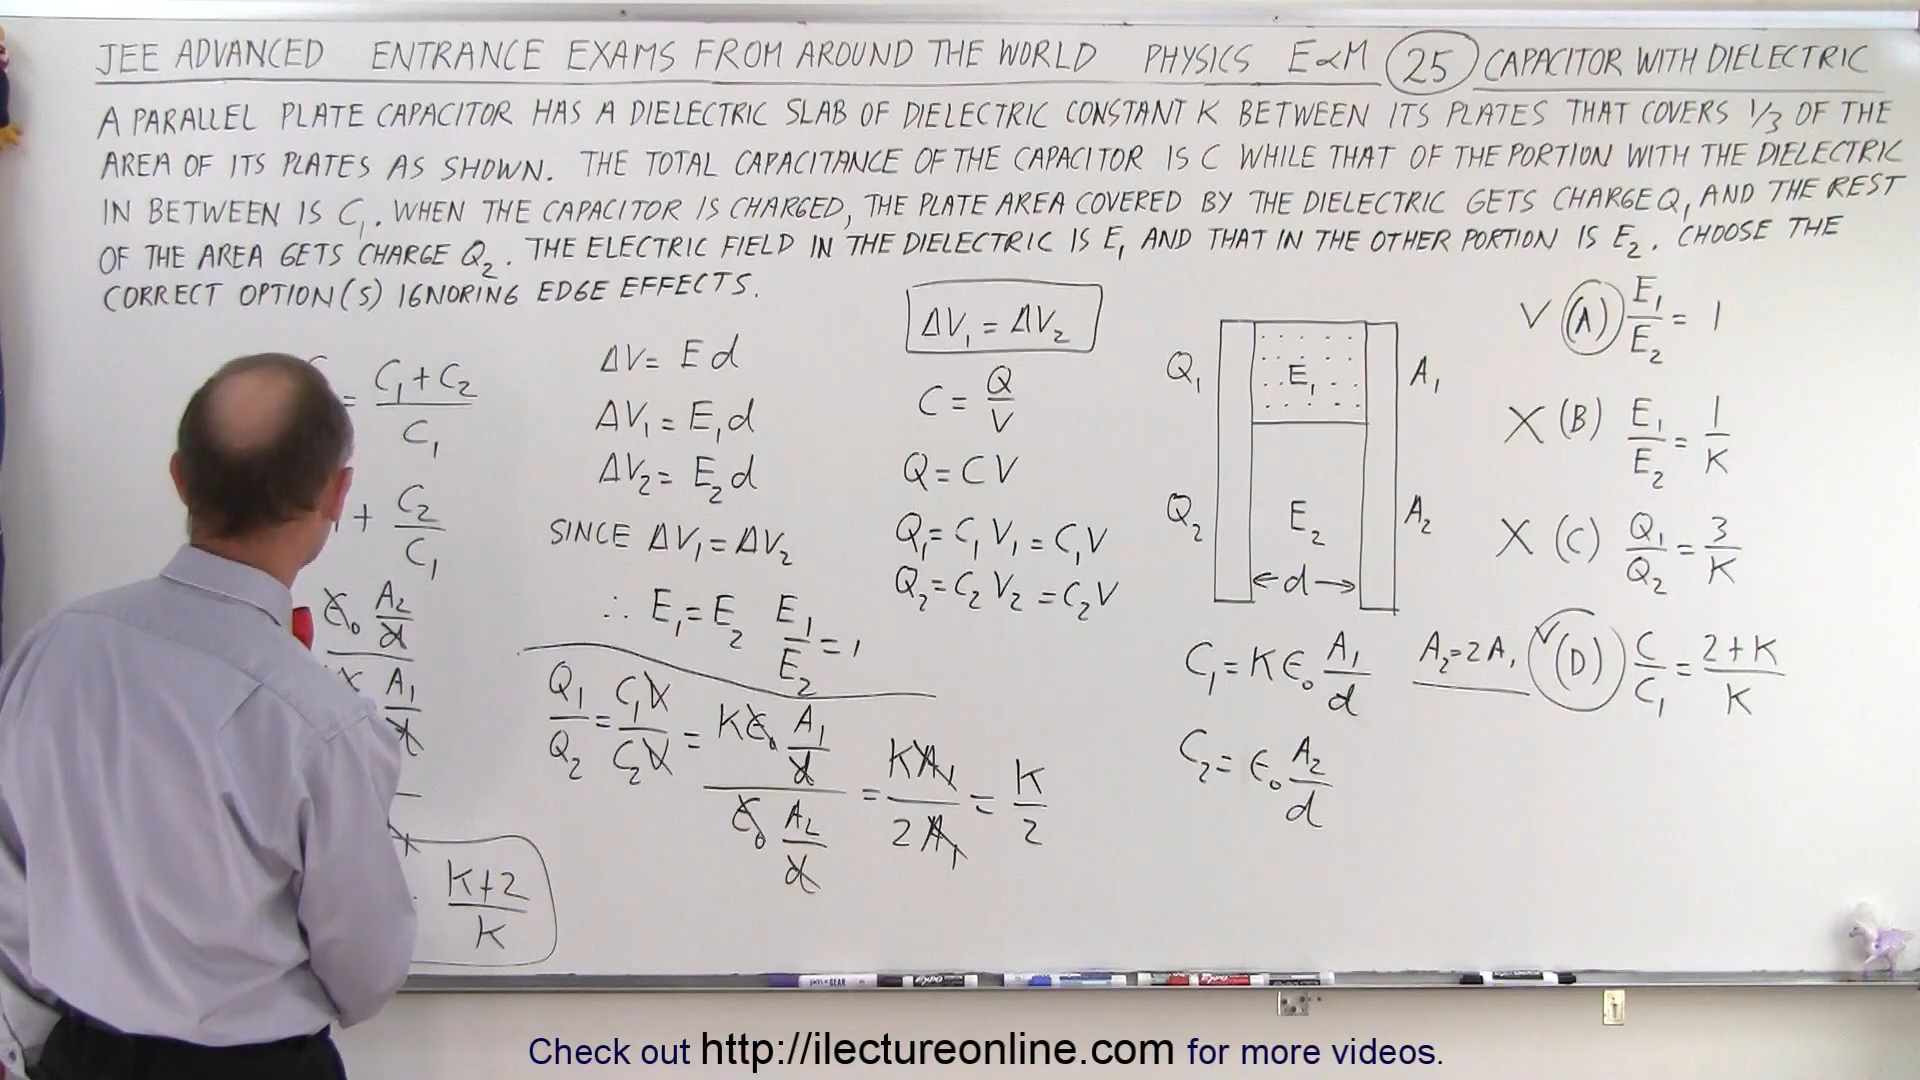 JEE ADVANCED ENTRANCE EXAMS FROM AROUND THE WORLD PHYSICS E∝M (25) CAPACITOR WITH DIELECTRIC
A PARALLEL PLATE CAPACITOR HAS A DIELECTRIC SLAB OF DIELECTRIC CONSTANT K BETWEEN ITS PLATES THAT COVERS 1/3 OF THE
AREA OF ITS PLATES AS SHOWN. THE TOTAL CAPACITANCE OF THE CAPACITOR IS C WHILE THAT OF THE PORTION WITH THE DIELECTRIC
IN BETWEEN IS C₁. WHEN THE CAPACITOR IS CHARGED, THE PLATE AREA COVERED BY THE DIELECTRIC GETS CHARGE Q₁ AND THE REST
OF THE AREA GETS CHARGE Q₂. THE ELECTRIC FIELD IN THE DIELECTRIC IS E₁ AND THAT IN THE OTHER PORTION IS E₂. CHOOSE THE
CORRECT OPTION(S) IGNORING EDGE EFFECTS.
= (C₁ + C₂)/C₁
+ C₂/C₁
ϵ₀ A₂/d
A₁/d
K+2/K
ΔV = E d
ΔV₁ = E₁d
ΔV₂ = E₂d
SINCE ΔV₁ = ΔV₂
∴ E₁ = E₂ E₁/E₂ = 1
Q₁/Q₂ = C₁V/C₂V = (Kϵ₀ A₁/d)/(ϵ₀ A₂/d) = KA₁/2A₁ = K/2
ΔV₁ = ΔV₂
C = Q/V
Q = CV
Q₁ = C₁V₁ = C₁V
Q₂ = C₂V₂ = C₂V
Q₁ E₁ A₁
Q₂ E₂ A₂
←d→
C₁ = Kϵ₀ A₁/d A₂=2A₁
C₂ = ϵ₀ A₂/d
✓ (A) E₁/E₂ = 1
X (B) E₁/E₂ = 1/K
X (C) Q₁/Q₂ = 3/K
✓ (D) C/C₁ = 2+K/K
Check out http://ilectureonline.com for more videos.